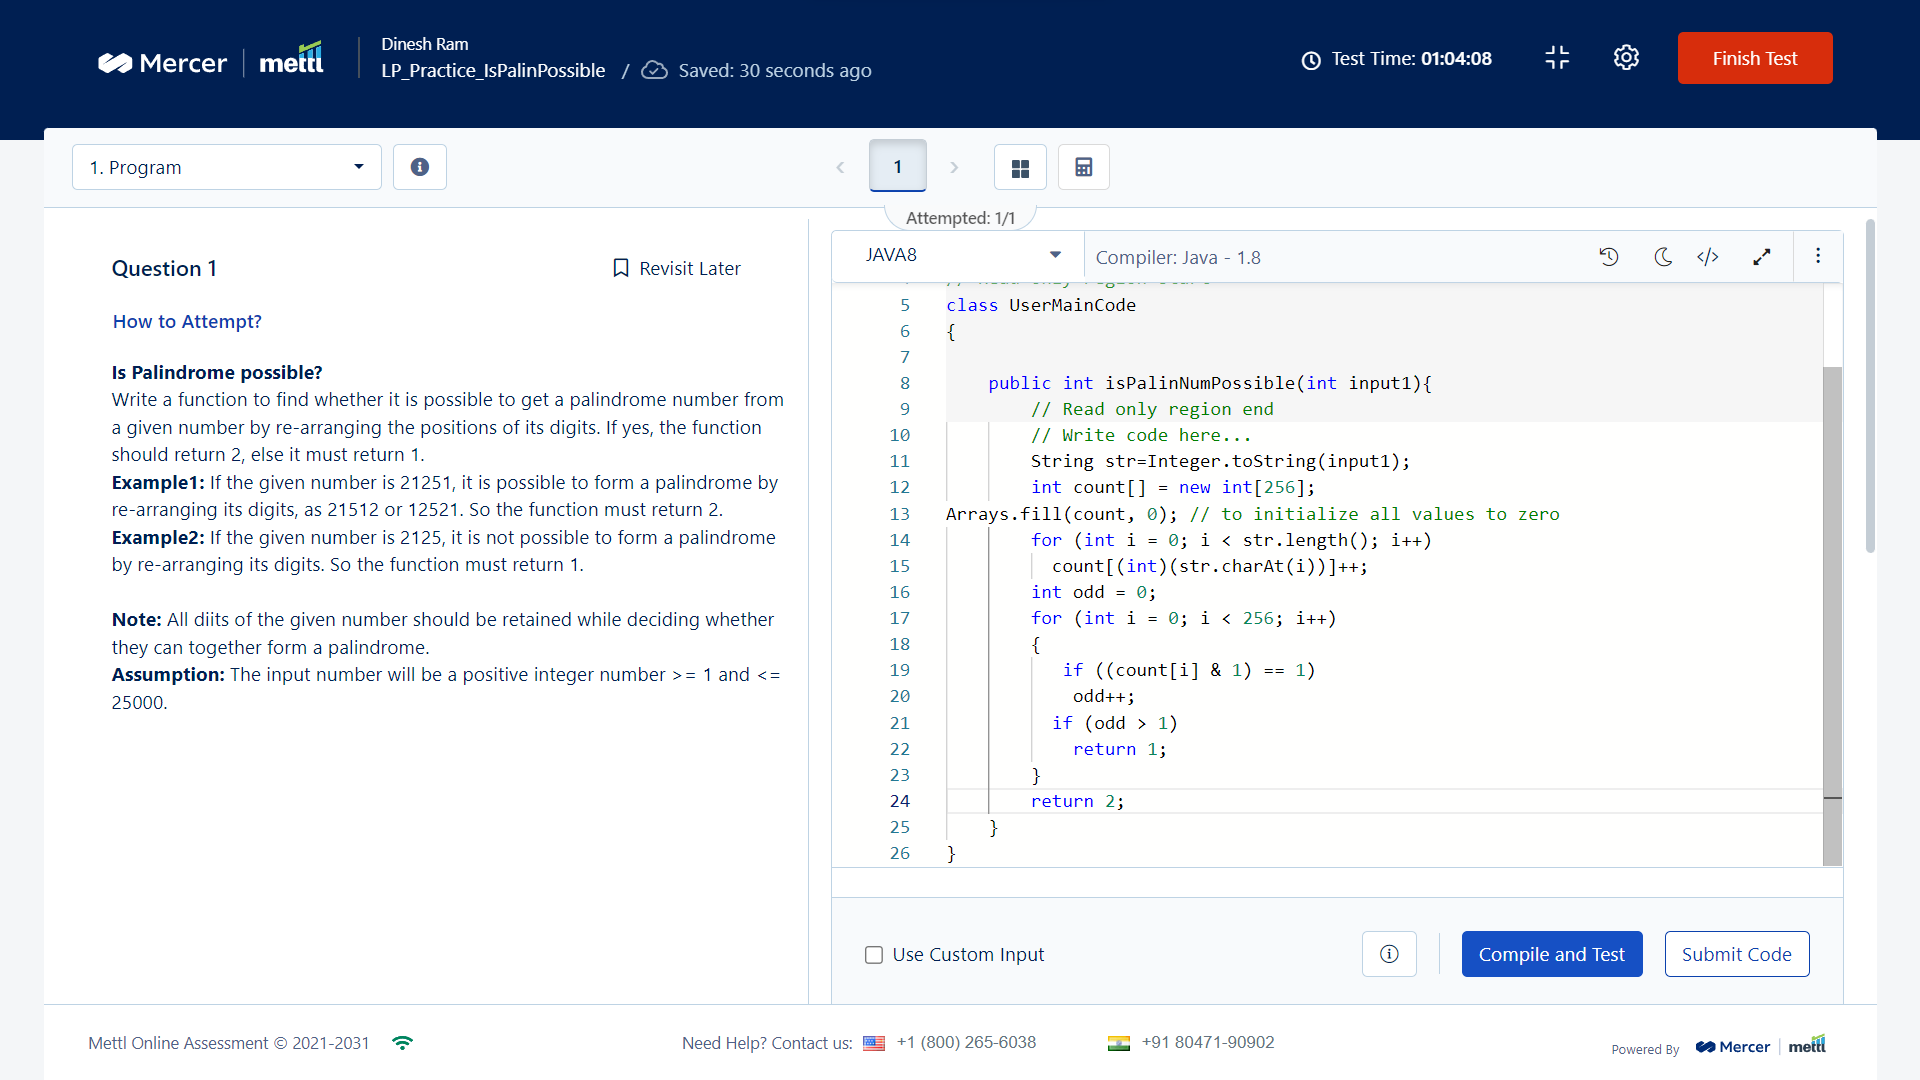 Mercer | mettl
Dinesh Ram
LP_Practice_IsPalinPossible / Saved: 30 seconds ago
Test Time: 01:04:08
Finish Test
1. Program
1
Attempted: 1/1
Question 1
Revisit Later
How to Attempt?
Is Palindrome possible?
Write a function to find whether it is possible to get a palindrome number from
a given number by re-arranging the positions of its digits. If yes, the function
should return 2, else it must return 1.
Example1: If the given number is 21251, it is possible to form a palindrome by
re-arranging its digits, as 21512 or 12521. So the function must return 2.
Example2: If the given number is 2125, it is not possible to form a palindrome
by re-arranging its digits. So the function must return 1.
Note: All diits of the given number should be retained while deciding whether
they can together form a palindrome.
Assumption: The input number will be a positive integer number >= 1 and <=
25000.
JAVA8
Compiler: Java - 1.8
5 class UserMainCode
6 {
7
8 public int isPalinNumPossible(int input1){
9 // Read only region end
10 // Write code here...
11 String str=Integer.toString(input1);
12 int count[] = new int[256];
13 Arrays.fill(count, 0); // to initialize all values to zero
14 for (int i = 0; i < str.length(); i++)
15 count[(int)(str.charAt(i))]++;
16 int odd = 0;
17 for (int i = 0; i < 256; i++)
18 {
19 if ((count[i] & 1) == 1)
20 odd++;
21 if (odd > 1)
22 return 1;
23 }
24 return 2;
25 }
26 }
Use Custom Input
Compile and Test
Submit Code
Mettl Online Assessment © 2021-2031
Need Help? Contact us: +1 (800) 265-6038
+91 80471-90902
Powered By Mercer | mettl